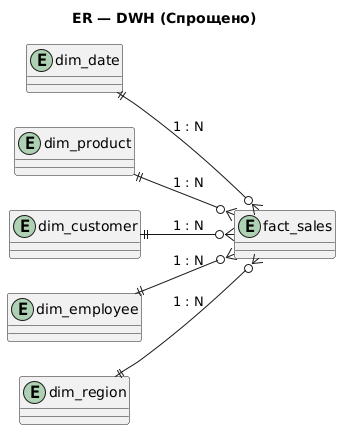 ER — DWH (Спрощено)
E dim_date
1 : N
E dim_product
1 : N
E dim_customer
1 : N
E fact_sales
1 : N
E dim_employee
1 : N
E dim_region